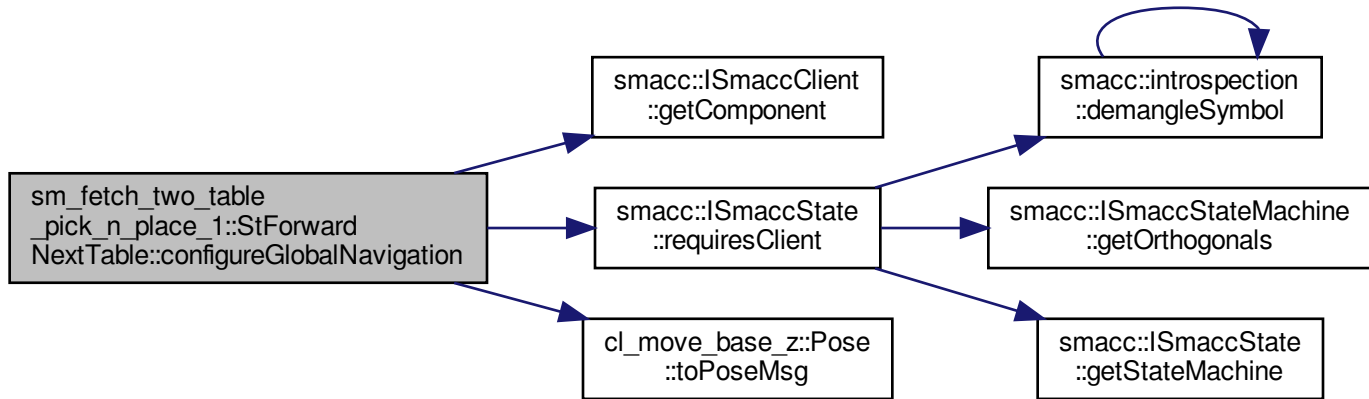 sm_fetch_two_table
_pick_n_place_1::StForward
NextTable::configureGlobalNavigation
smacc::ISmaccClient
::getComponent
smacc::ISmaccState
::requiresClient
cl_move_base_z::Pose
::toPoseMsg
smacc::introspection
::demangleSymbol
smacc::ISmaccStateMachine
::getOrthogonals
smacc::ISmaccState
::getStateMachine